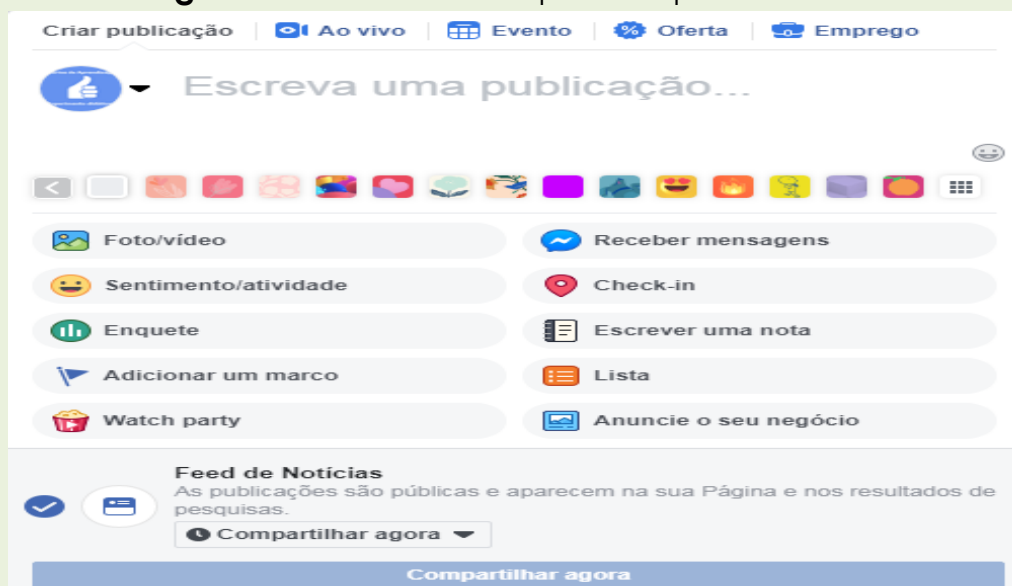 Criar publicação Ao vivo Evento Oferta Emprego
Escreva uma publicação...
Foto/vídeo Receber mensagens
Sentimento/atividade Check-in
Enquete Escrever uma nota
Adicionar um marco Lista
Watch party Anuncie o seu negócio
Feed de Notícias
As publicações são públicas e aparecem na sua Página e nos resultados de
pesquisas.
Compartilhar agora
Compartilhar agora